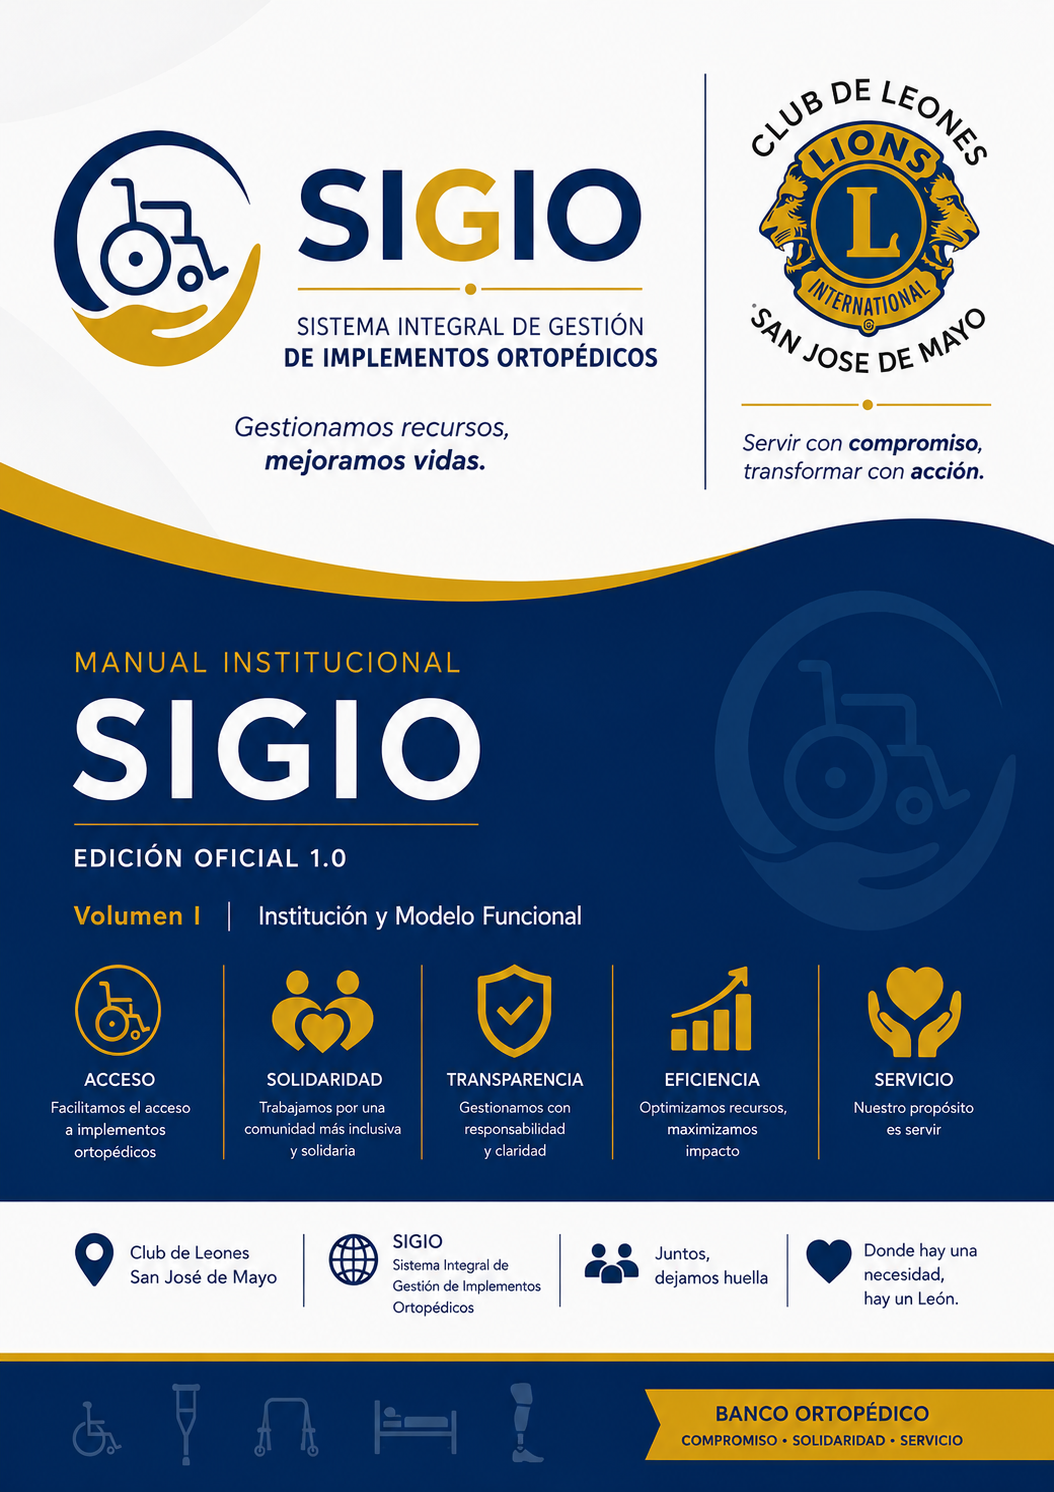 SIGIO
SISTEMA INTEGRAL DE GESTIÓN
DE IMPLEMENTOS ORTOPÉDICOS
Gestionamos recursos,
mejoramos vidas.
CLUB DE LEONES
LIONS
L
INTERNATIONAL
SAN JOSE DE MAYO
Servir con compromiso,
transformar con acción.
MANUAL INSTITUCIONAL
SIGIO
EDICIÓN OFICIAL 1.0
Volumen I | Institución y Modelo Funcional
ACCESO
Facilitamos el acceso
a implementos
ortopédicos
SOLIDARIDAD
Trabajamos por una
comunidad más inclusiva
y solidaria
TRANSPARENCIA
Gestionamos con
responsabilidad
y claridad
EFICIENCIA
Optimizamos recursos,
maximizamos
impacto
SERVICIO
Nuestro propósito
es servir
Club de Leones
San José de Mayo
SIGIO
Sistema Integral de
Gestión de Implementos
Ortopédicos
Juntos,
dejamos huella
Donde hay una
necesidad,
hay un León.
BANCO ORTOPÉDICO
COMPROMISO • SOLIDARIDAD • SERVICIO